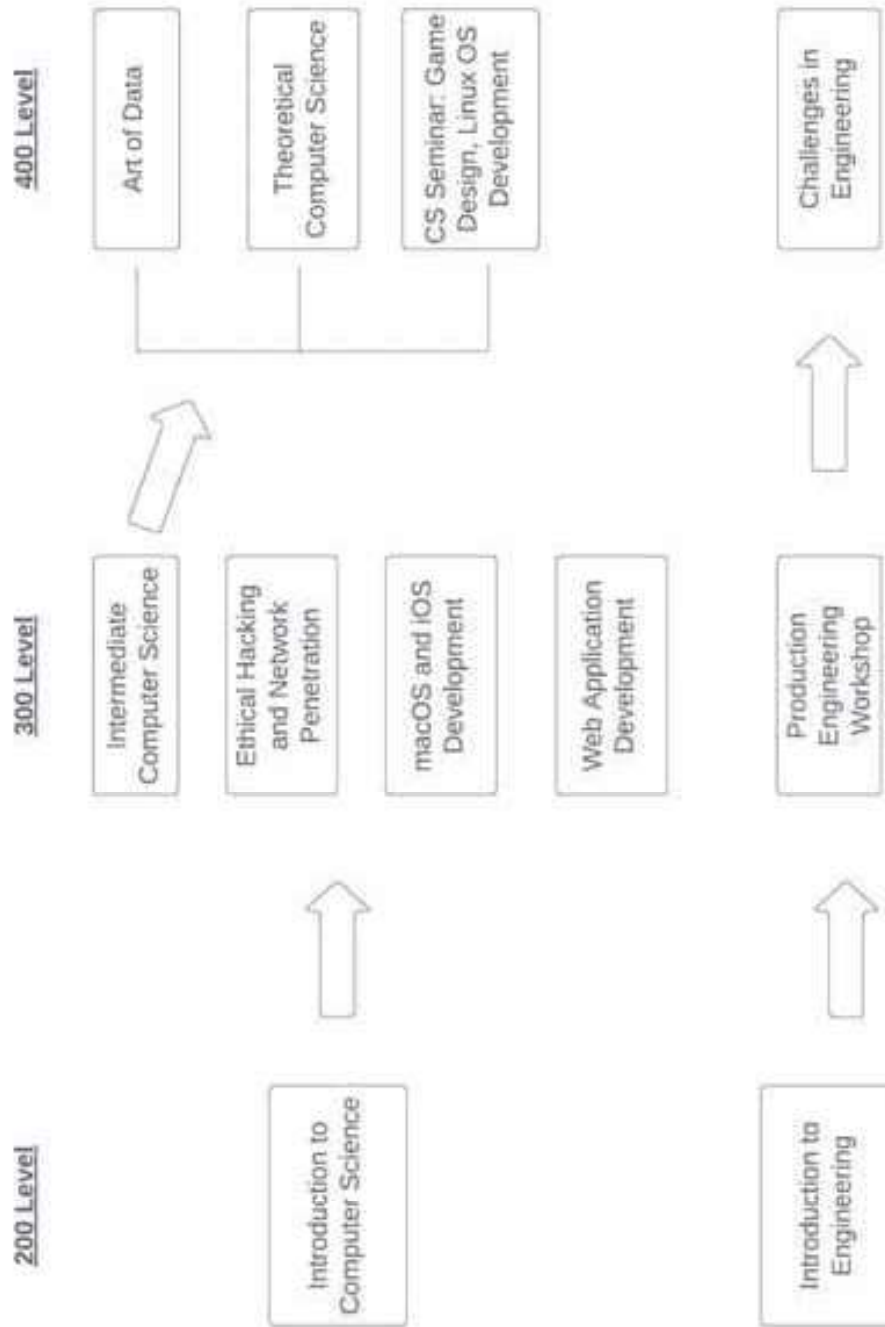 200 Level
300 Level
400 Level
Introduction to
Computer Science
Intermediate
Computer Science
Ethical Hacking
and Network
Penetration
macOS and iOS
Development
Web Application
Development
Art of Data
Theoretical
Computer Science
CS Seminar: Game
Design, Linux OS
Development
Introduction to
Engineering
Production
Engineering
Workshop
Challenges in
Engineering